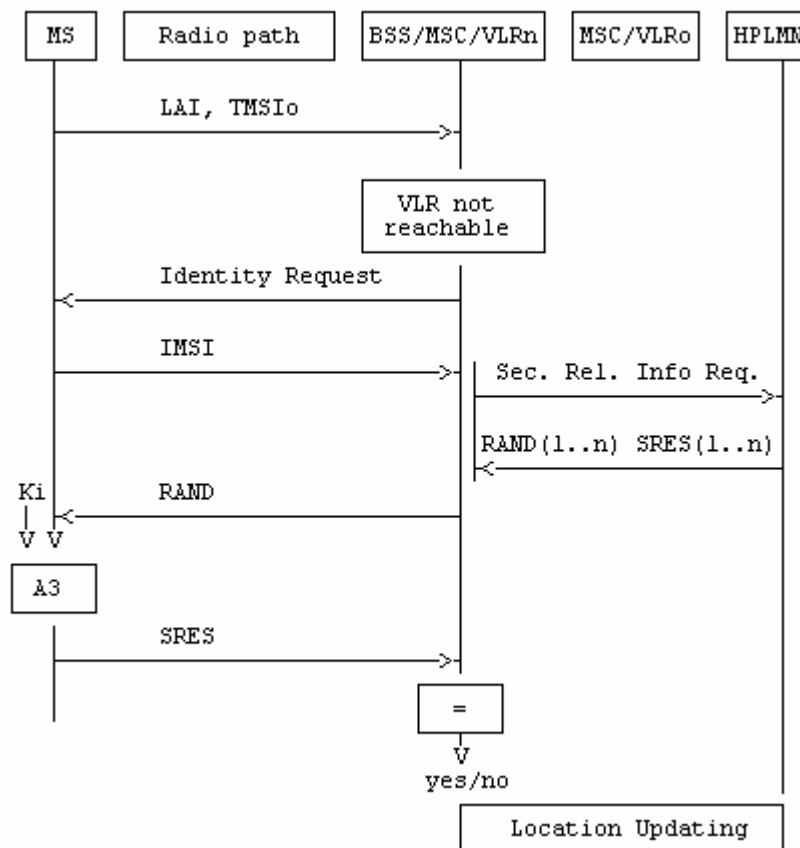 MS Radio path BSS/MSC/VLRn MSC/VLRo HPLMN
LAI, TMSIo
VLR not
reachable
Identity Request
IMSI
Sec. Rel. Info Req.
RAND(1..n) SRES(1..n)
Ki
RAND
A3
SRES
=
yes/no
Location Updating